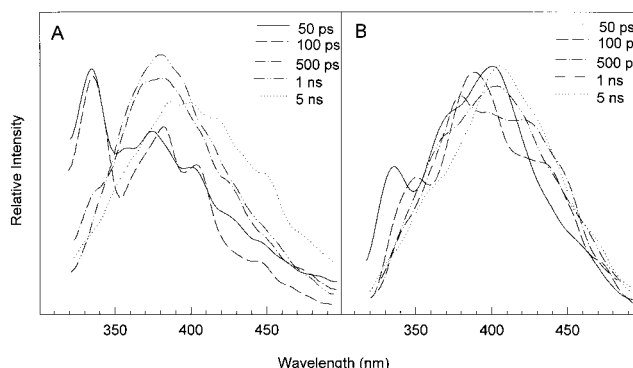 A
50 ps
100 ps
500 ps
1 ns
5 ns
B
50 ps
100 ps
500 ps
1 ns
5 ns
Relative Intensity
350 400 450
350 400 450
Wavelength (nm)